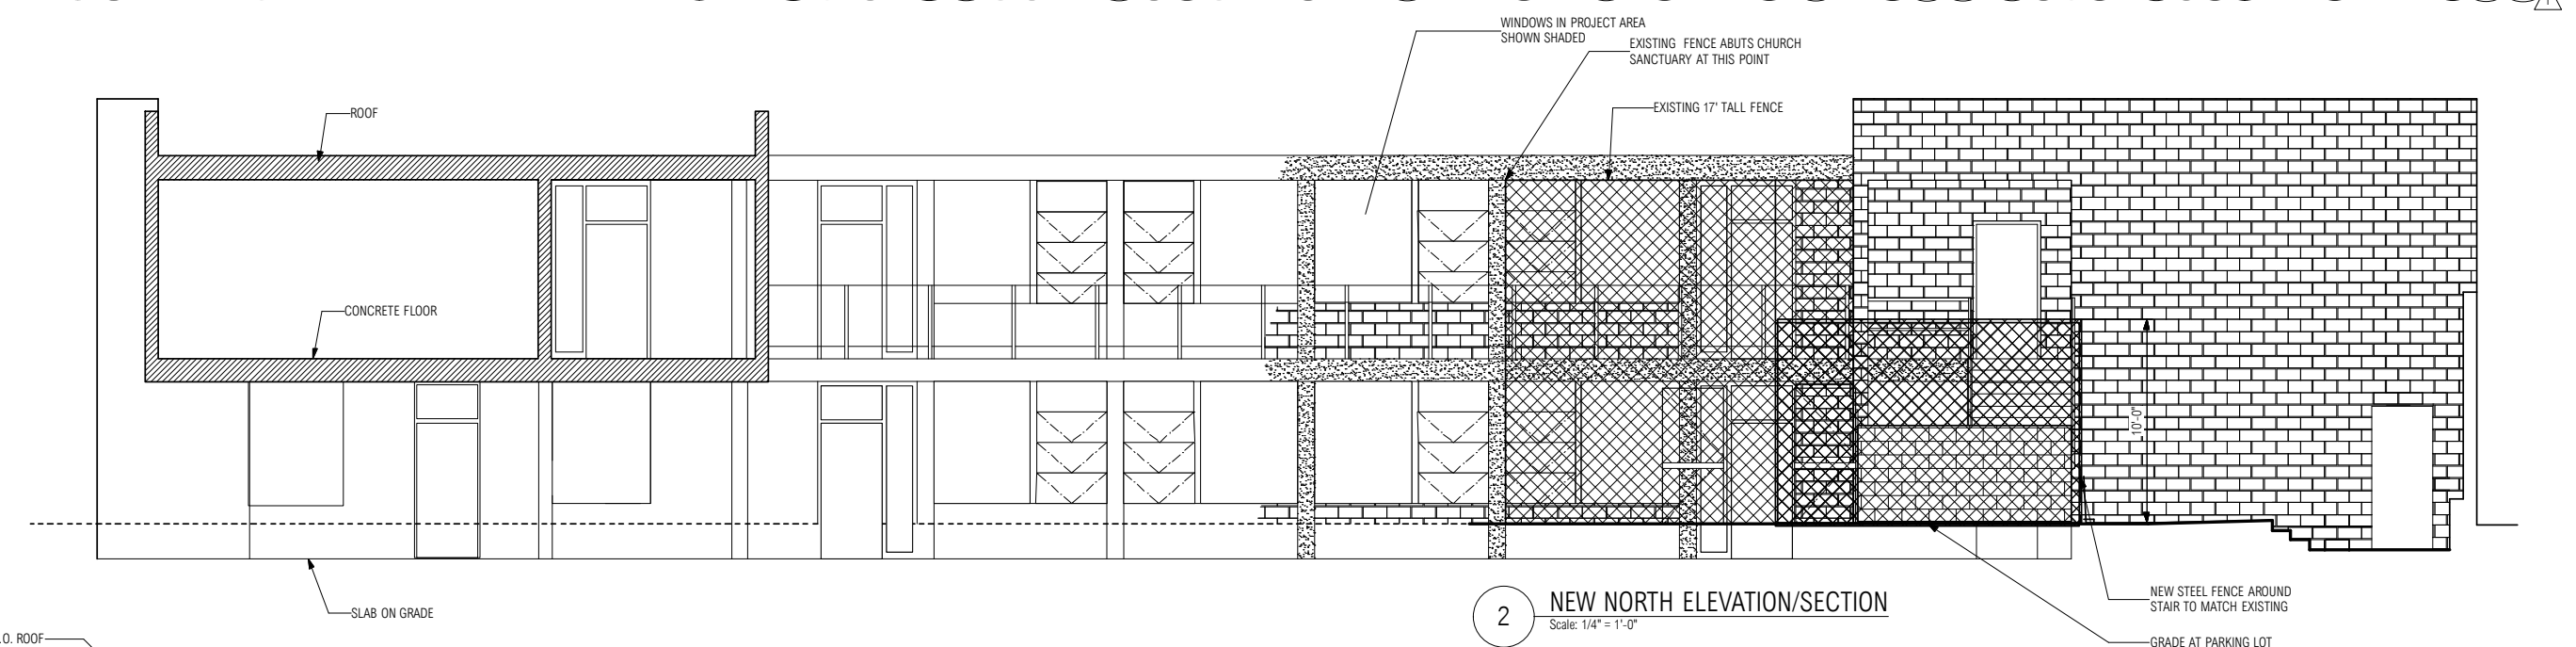 WINDOWS IN PROJECT AREA
SHOWN SHADED
EXISTING FENCE ABUTS CHURCH
SANCTUARY AT THIS POINT
ROOF
EXISTING 17' TALL FENCE
CONCRETE FLOOR
10'-0"
SLAB ON GRADE
2
NEW NORTH ELEVATION/SECTION
Scale: 1/4" = 1'-0"
NEW STEEL FENCE AROUND
STAIR TO MATCH EXISTING
.O. ROOF
GRADE AT PARKING LOT